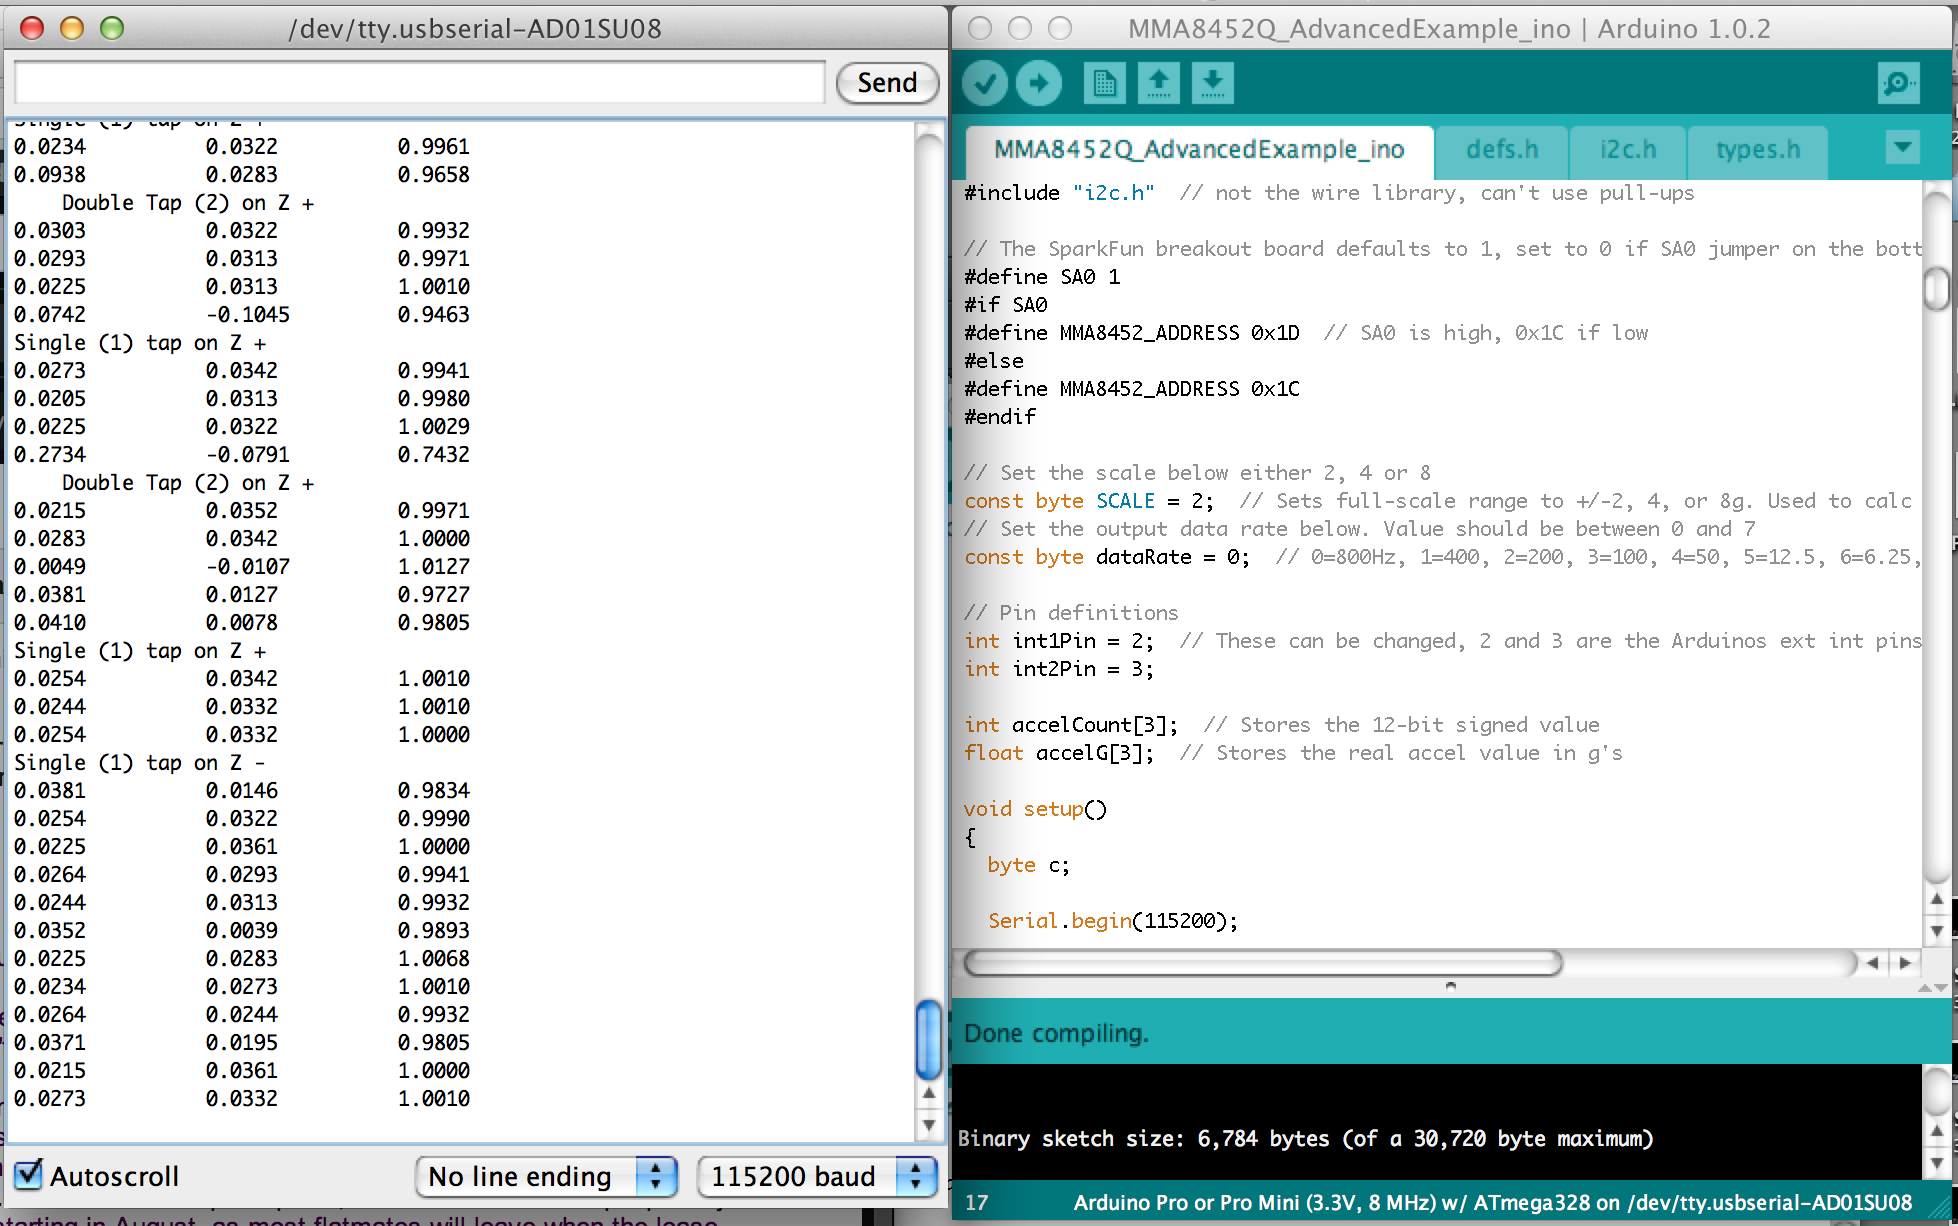 /dev/tty.usbserial-AD01SU08
Send
Single (1) tap on Z +
0.0234 0.0322 0.9961
0.0938 0.0283 0.9658
Double Tap (2) on Z +
0.0303 0.0322 0.9932
0.0293 0.0313 0.9971
0.0225 0.0313 1.0010
0.0742 -0.1045 0.9463
Single (1) tap on Z +
0.0273 0.0342 0.9941
0.0205 0.0313 0.9980
0.0225 0.0322 1.0029
0.2734 -0.0791 0.7432
Double Tap (2) on Z +
0.0215 0.0352 0.9971
0.0283 0.0342 1.0000
0.0049 -0.0107 1.0127
0.0381 0.0127 0.9727
0.0410 0.0078 0.9805
Single (1) tap on Z +
0.0254 0.0342 1.0010
0.0244 0.0332 1.0010
0.0254 0.0332 1.0000
Single (1) tap on Z -
0.0381 0.0146 0.9834
0.0254 0.0322 0.9990
0.0225 0.0361 1.0000
0.0264 0.0293 0.9941
0.0244 0.0313 0.9932
0.0352 0.0039 0.9893
0.0225 0.0283 1.0068
0.0234 0.0273 1.0010
0.0264 0.0244 0.9932
0.0371 0.0195 0.9805
0.0215 0.0361 1.0000
0.0273 0.0332 1.0010
Autoscroll
No line ending
115200 baud
MMA8452Q_AdvancedExample_ino | Arduino 1.0.2
MMA8452Q_AdvancedExample_ino defs.h i2c.h types.h
#include "i2c.h"  // not the wire library, can't use pull-ups
// The SparkFun breakout board defaults to 1, set to 0 if SA0 jumper on the bott
#define SA0 1
#if SA0
#define MMA8452_ADDRESS 0x1D  // SA0 is high, 0x1C if low
#else
#define MMA8452_ADDRESS 0x1C
#endif
// Set the scale below either 2, 4 or 8
const byte SCALE = 2;  // Sets full-scale range to +/-2, 4, or 8g. Used to calc
// Set the output data rate below. Value should be between 0 and 7
const byte dataRate = 0;  // 0=800Hz, 1=400, 2=200, 3=100, 4=50, 5=12.5, 6=6.25,
// Pin definitions
int int1Pin = 2;  // These can be changed, 2 and 3 are the Arduinos ext int pins
int int2Pin = 3;
int accelCount[3];  // Stores the 12-bit signed value
float accelG[3];  // Stores the real accel value in g's
void setup()
{
byte c;
Serial.begin(115200);
Done compiling.
Binary sketch size: 6,784 bytes (of a 30,720 byte maximum)
17 Arduino Pro or Pro Mini (3.3V, 8 MHz) w/ ATmega328 on /dev/tty.usbserial-AD01SU08
starting in August, as most flatmates will leave when the lease